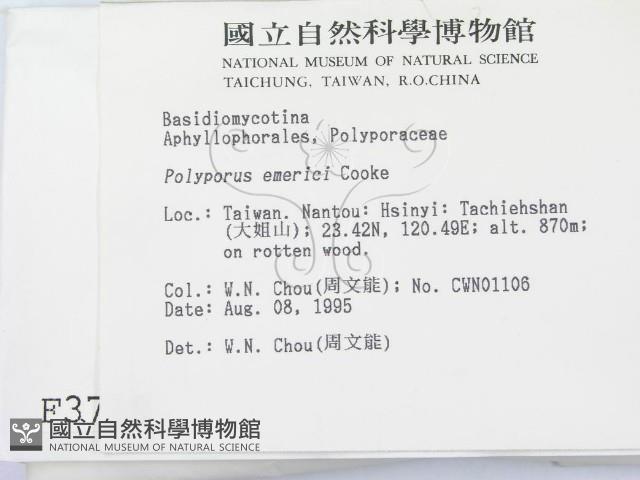 國立自然科學博物館
NATIONAL MUSEUM OF NATURAL SCIENCE
TAICHUNG, TAIWAN, R.O.CHINA
Basidiomycotina
Aphyllophorales, Polyporaceae
Polyporus emerici Cooke
Loc.: Taiwan. Nantou: Hsinyi: Tachiehshan
(大姐山); 23.42N, 120.49E; alt. 870m;
on rotten wood.
Col.: W.N. Chou(周文能); No. CWN01106
Date: Aug. 08, 1995
Det.: W.N. Chou(周文能)
F37
國立自然科學博物館
NATIONAL MUSEUM OF NATURAL SCIENCE